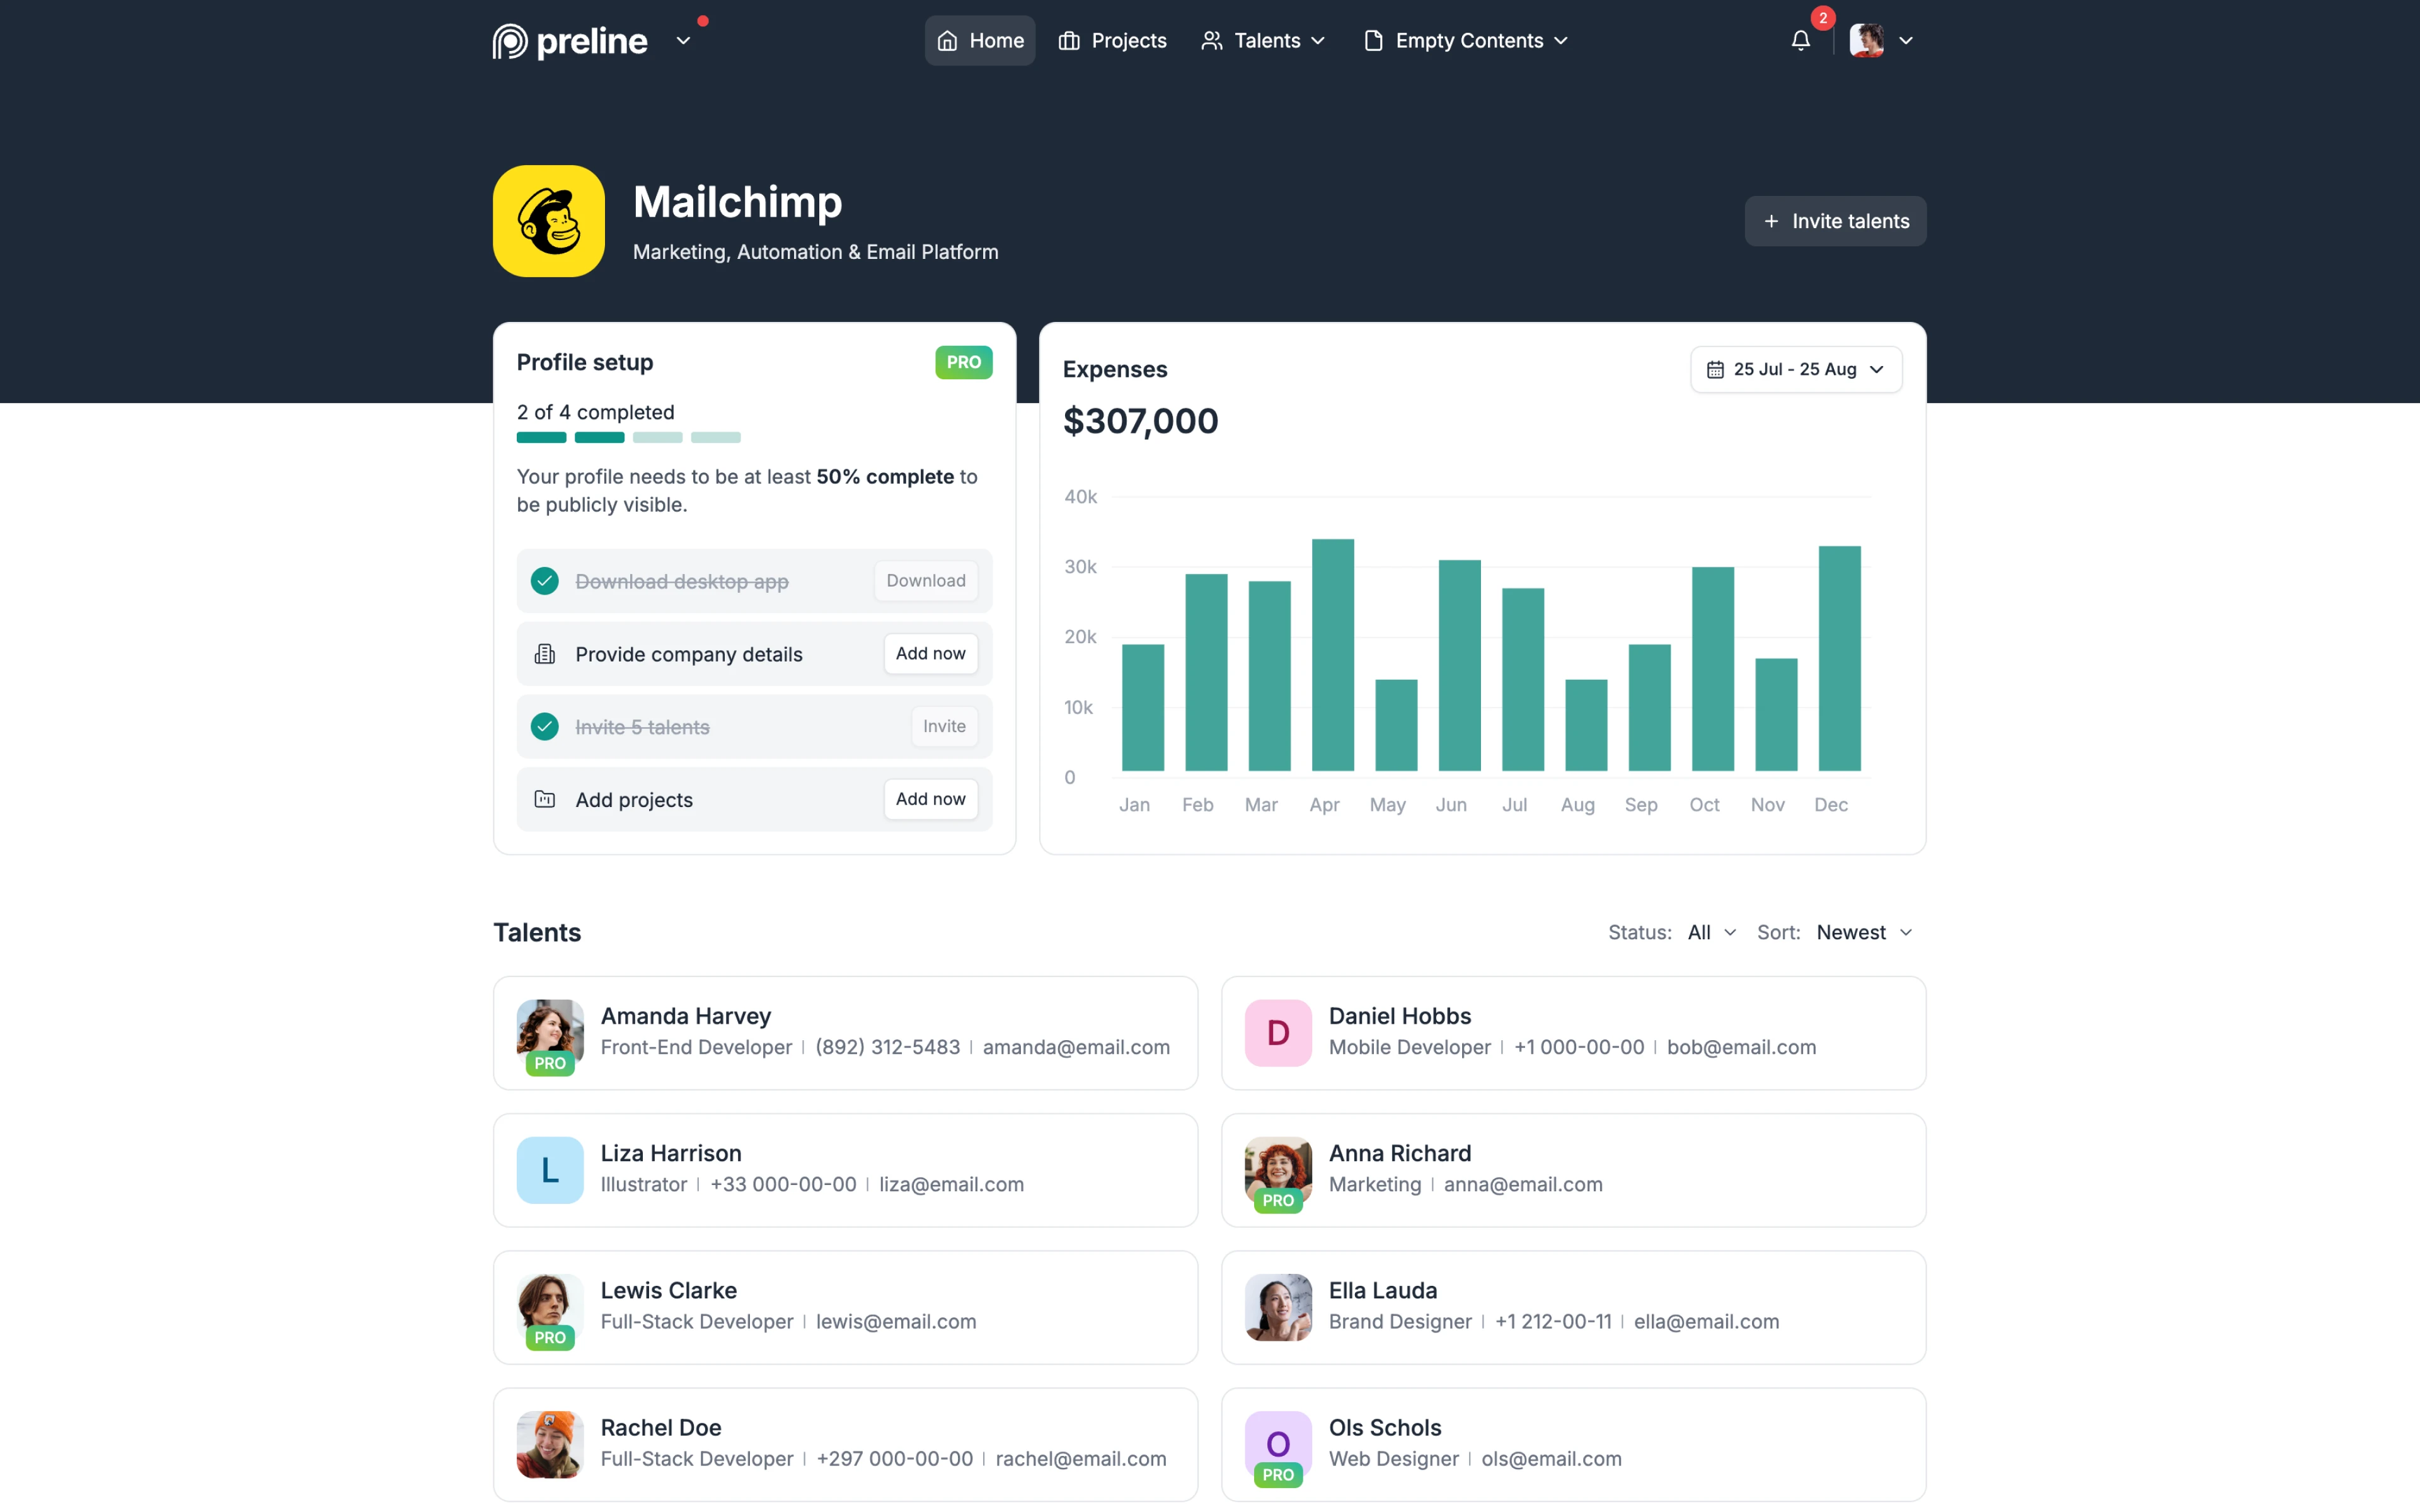 preline
Home
Projects
Talents
Empty Contents
2
Mailchimp
Marketing, Automation & Email Platform
Invite talents
Profile setup
PRO
2 of 4 completed
Your profile needs to be at least 50% complete to
be publicly visible.
Download desktop app
Download
Provide company details
Add now
Invite 5 talents
Invite
Add projects
Add now
Expenses
25 Jul - 25 Aug
$307,000
40k
30k
20k
10k
0
Jan Feb Mar Apr May Jun Jul Aug Sep Oct Nov Dec
Talents
Status: All
Sort: Newest
PRO
Amanda Harvey
Front-End Developer | (892) 312-5483 | amanda@email.com
D
Daniel Hobbs
Mobile Developer | +1 000-00-00 | bob@email.com
L
Liza Harrison
Illustrator | +33 000-00-00 | liza@email.com
PRO
Anna Richard
Marketing | anna@email.com
PRO
Lewis Clarke
Full-Stack Developer | lewis@email.com
Ella Lauda
Brand Designer | +1 212-00-11 | ella@email.com
Rachel Doe
Full-Stack Developer | +297 000-00-00 | rachel@email.com
O
PRO
Ols Schols
Web Designer | ols@email.com